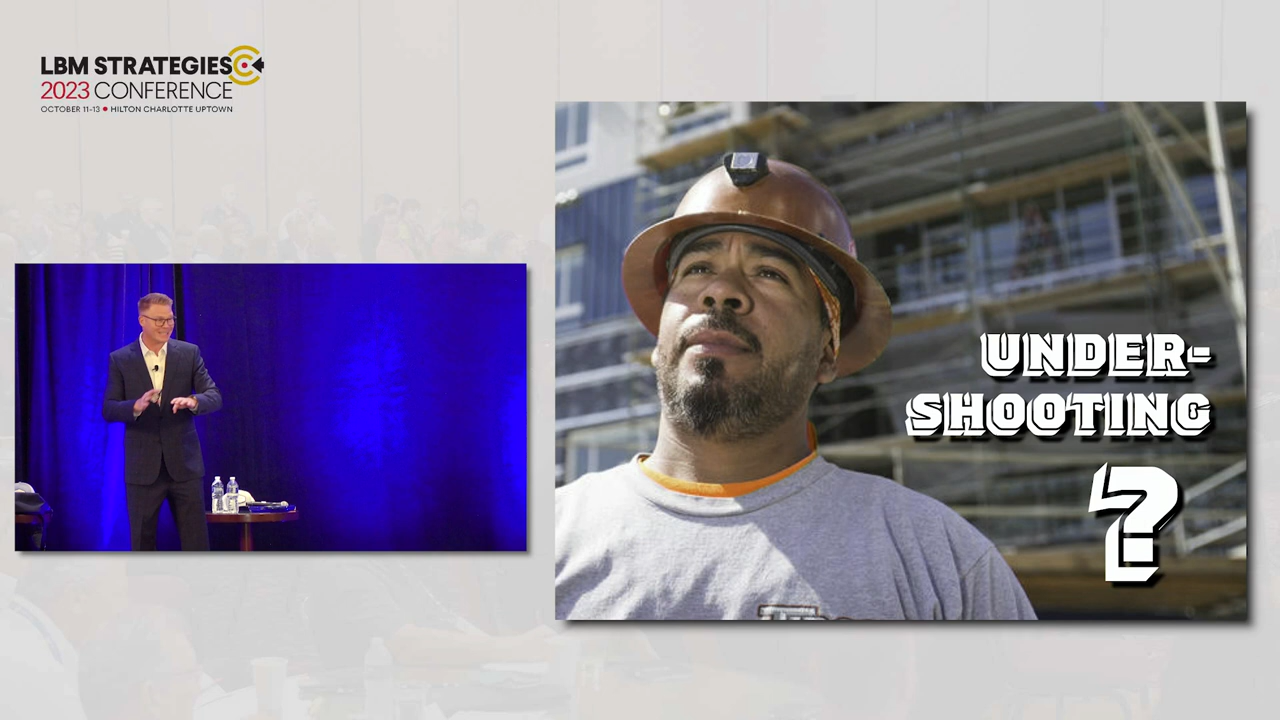 LBM STRATEGIES
2023 CONFERENCE
OCTOBER 11-13 • HILTON CHARLOTTE UPTOWN
UNDER-
SHOOTING
?